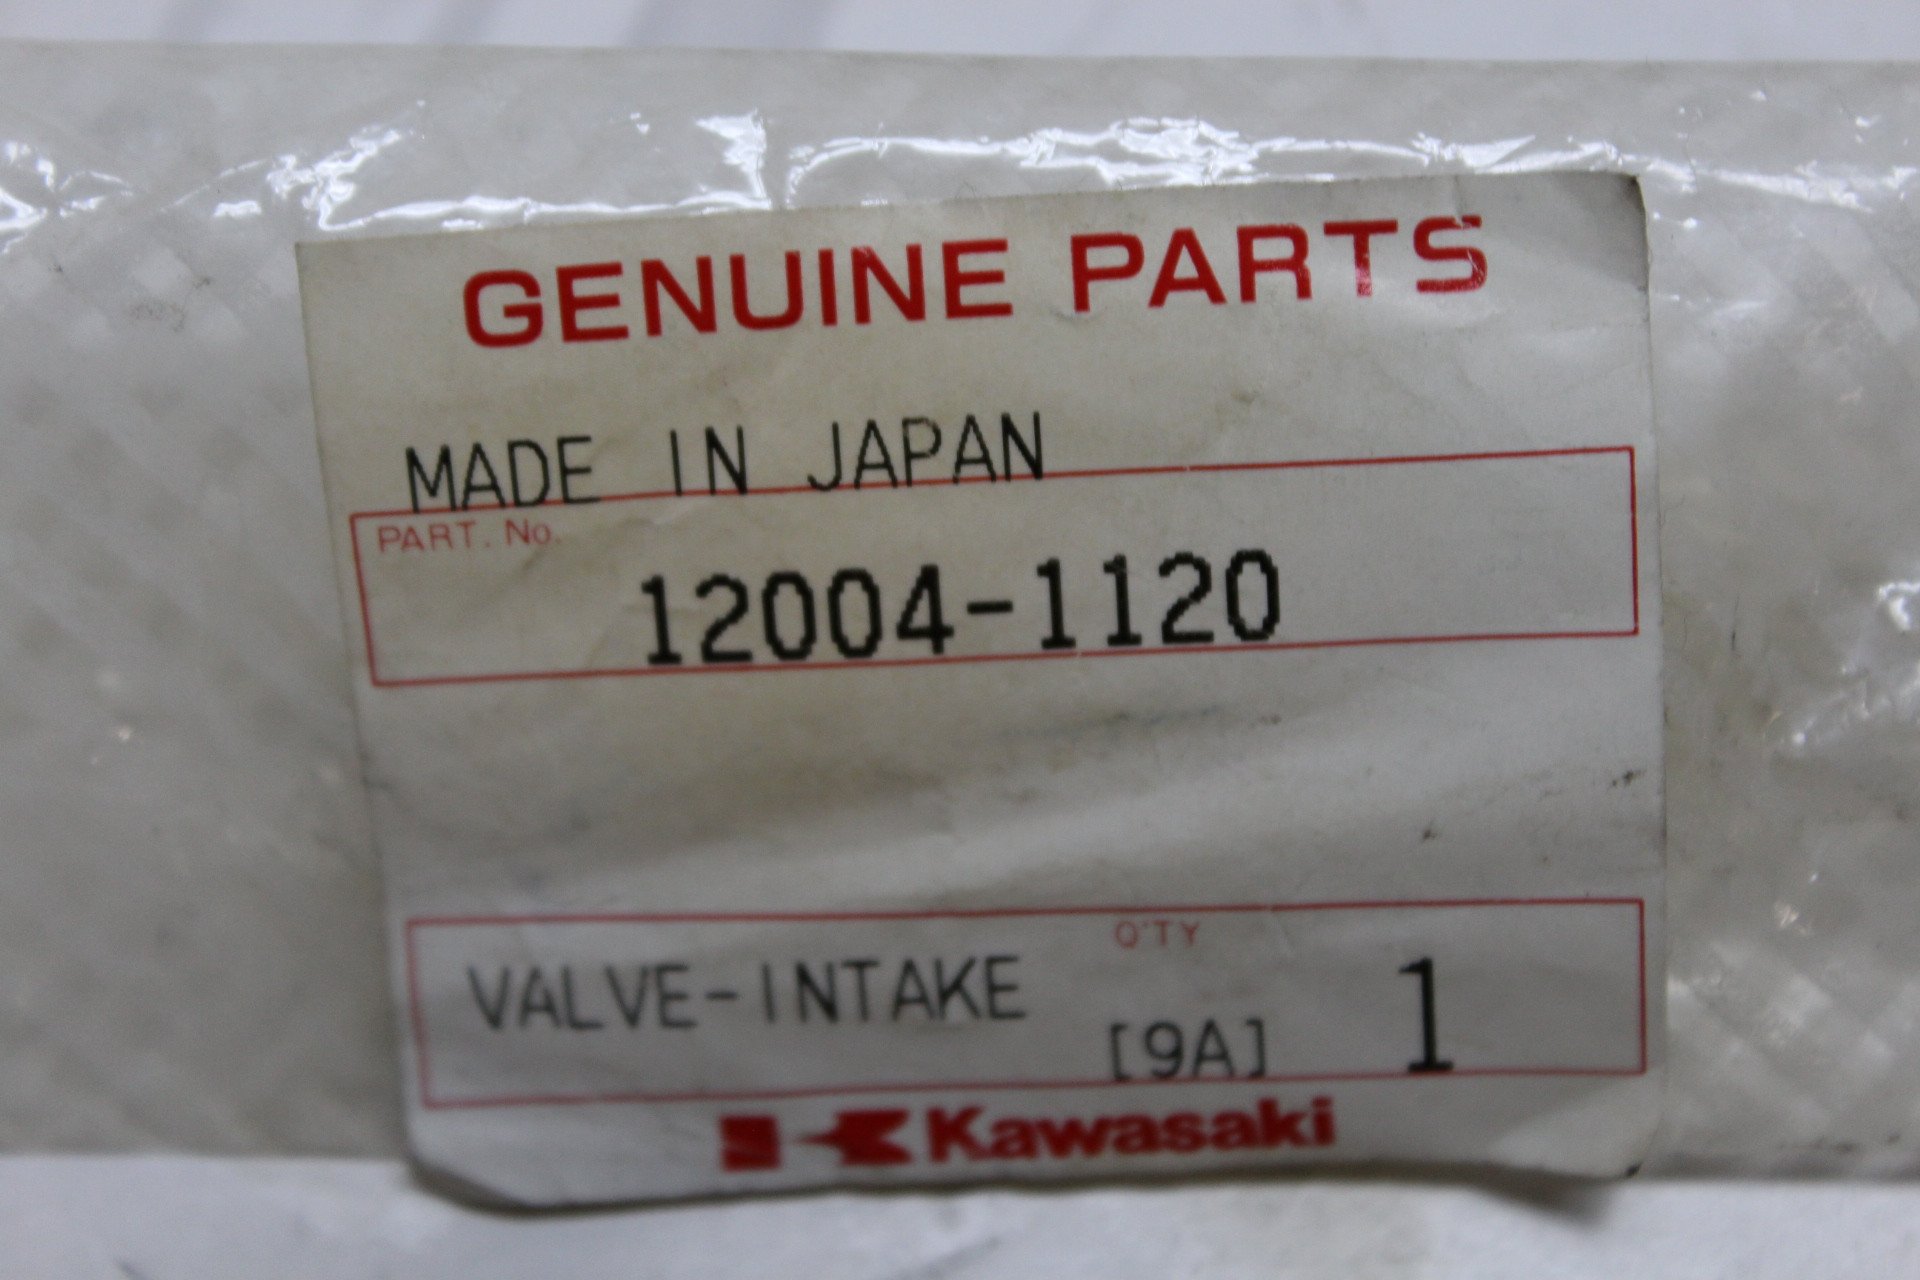 GENUINE PARTS
MADE IN JAPAN
PART. No.
12004-1120
Q'TY
VALVE-INTAKE [9A] 1
Kawasaki